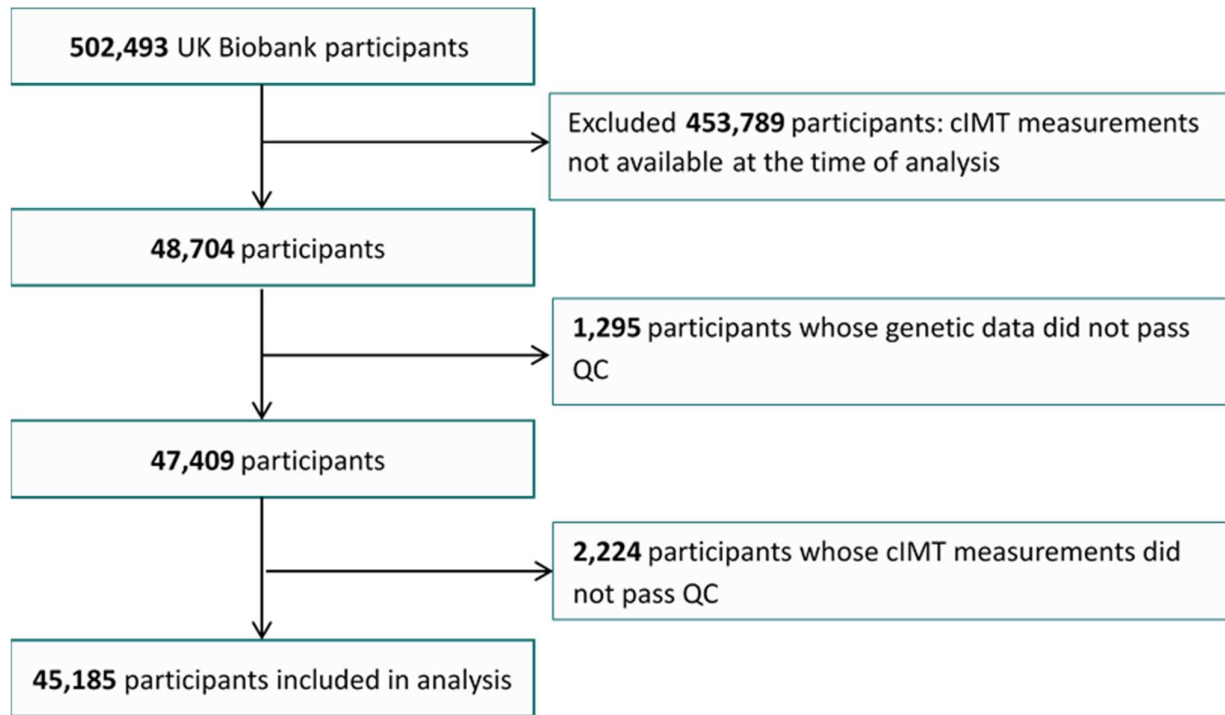 502,493 UK Biobank participants
Excluded 453,789 participants: cIMT measurements
not available at the time of analysis
48,704 participants
1,295 participants whose genetic data did not pass
QC
47,409 participants
2,224 participants whose cIMT measurements did
not pass QC
45,185 participants included in analysis